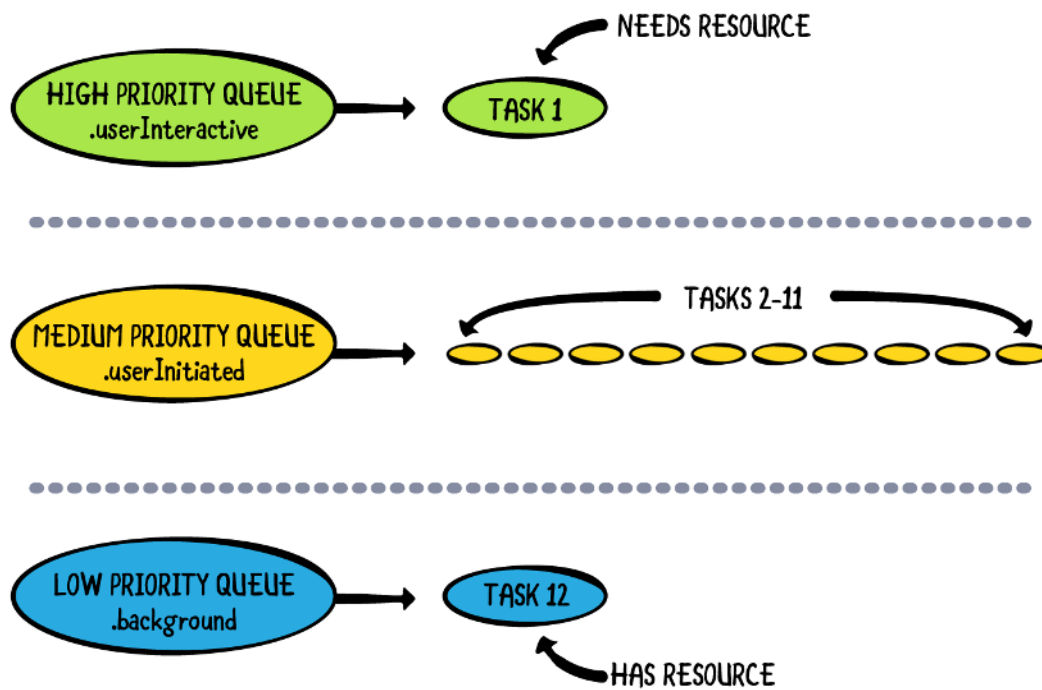 NEEDS RESOURCE
HIGH PRIORITY QUEUE
.userInteractive
TASK 1
TASKS 2-11
MEDIUM PRIORITY QUEUE
.userInitiated
LOW PRIORITY QUEUE
.background
TASK 12
HAS RESOURCE